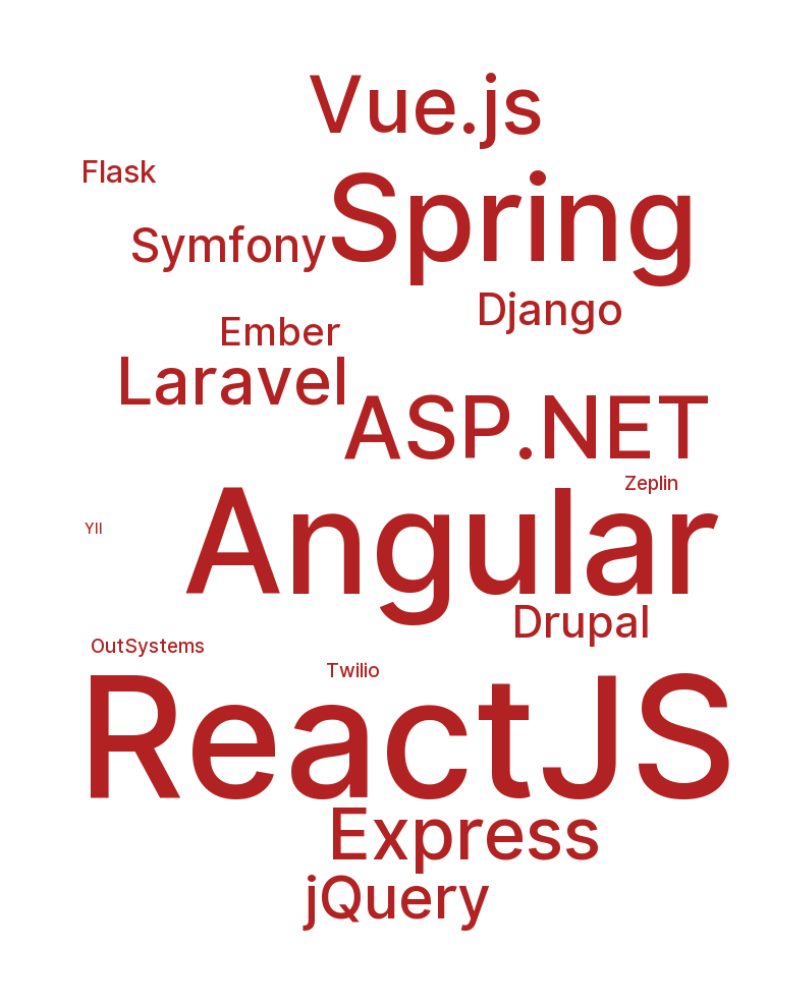 Vue.js
Flask
Spring
Symfony
Django
Ember
Laravel
ASP.NET
Zeplin
YII
Angular
Drupal
OutSystems
Twilio
ReactJS
Express
jQuery